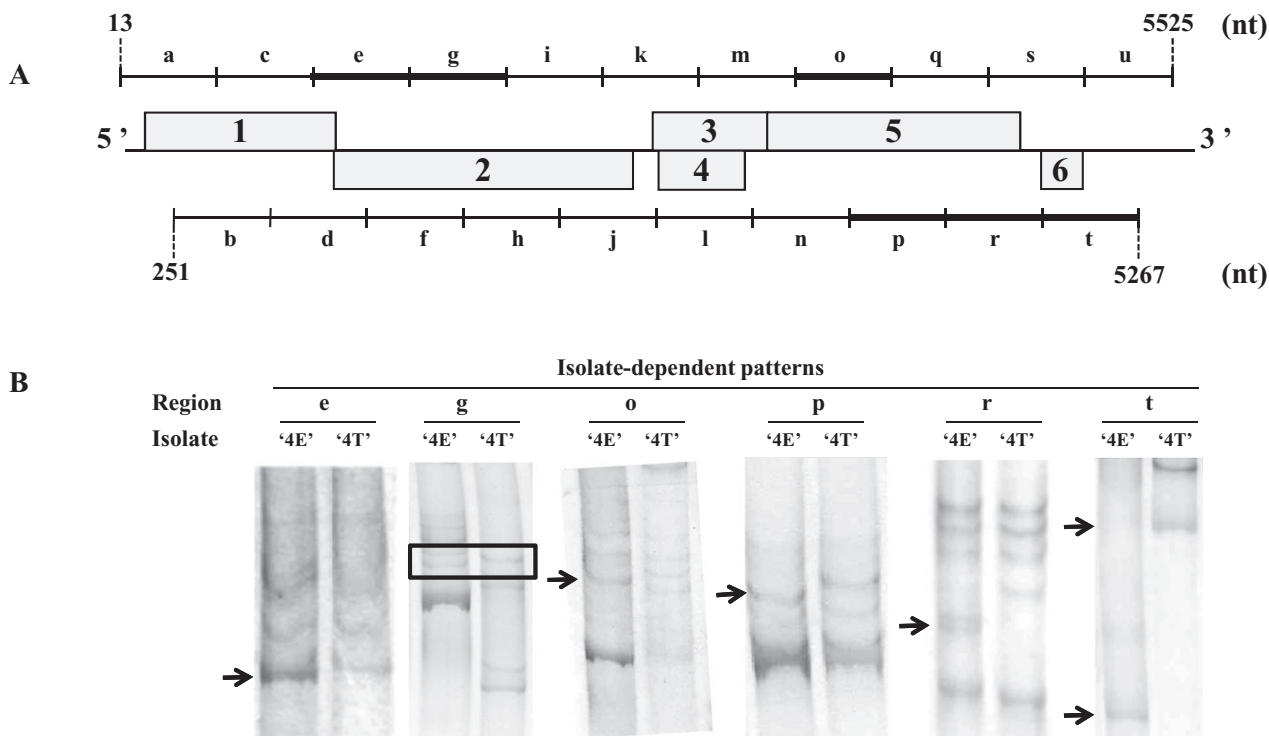 13 5525 (nt)
a c e g i k m o q s u
A
5 ’ 1 3 5 3 ’
2 4 6
b d f h j l n p r t
251 5267 (nt)
B
Isolate-dependent patterns
Region e g o p r t
Isolate ‘4E’ ‘4T’ ‘4E’ ‘4T’ ‘4E’ ‘4T’ ‘4E’ ‘4T’ ‘4E’ ‘4T’ ‘4E’ ‘4T’